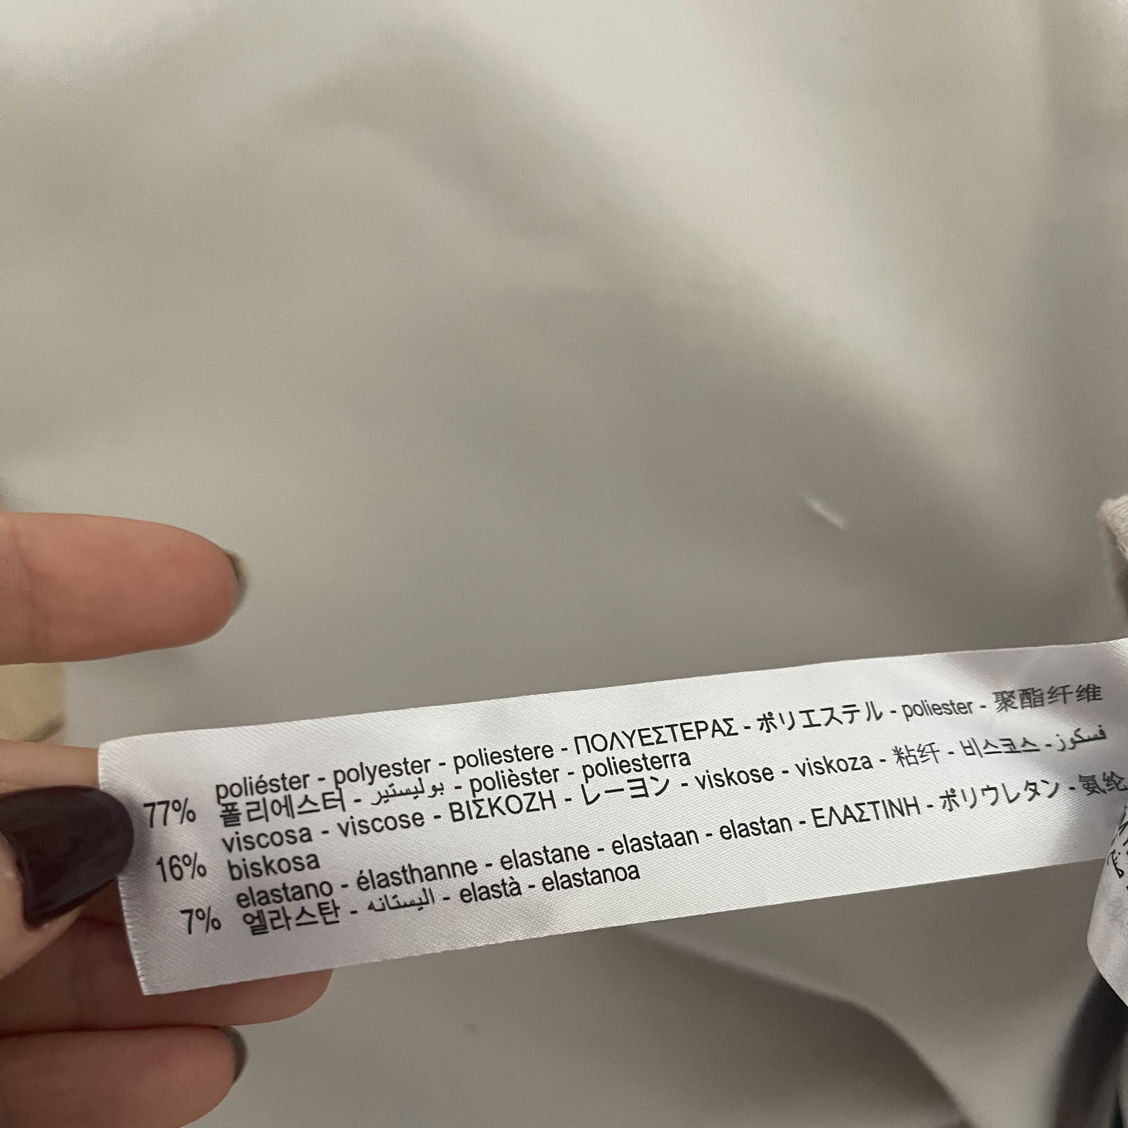 77% poliéster - polyester - poliestere - ΠΟΛΥΕΣΤΕΡΑΣ - ポリエステル - poliester - 聚酯纤维
폴리에스터 - بوليستير - polièster - poliesterra
16% viscosa - viscose - ΒΙΣΚΟΖΗ - レーヨン - viskose - viskoza - 粘纤 - 비스코스 - فسكوز
biskosa
7% elastano - élasthanne - elastane - elastaan - elastan - ΕΛΑΣΤΙΝΗ - ポリウレタン - 氨纶
엘라스탄 - اليستانه - elastà - elastanoa